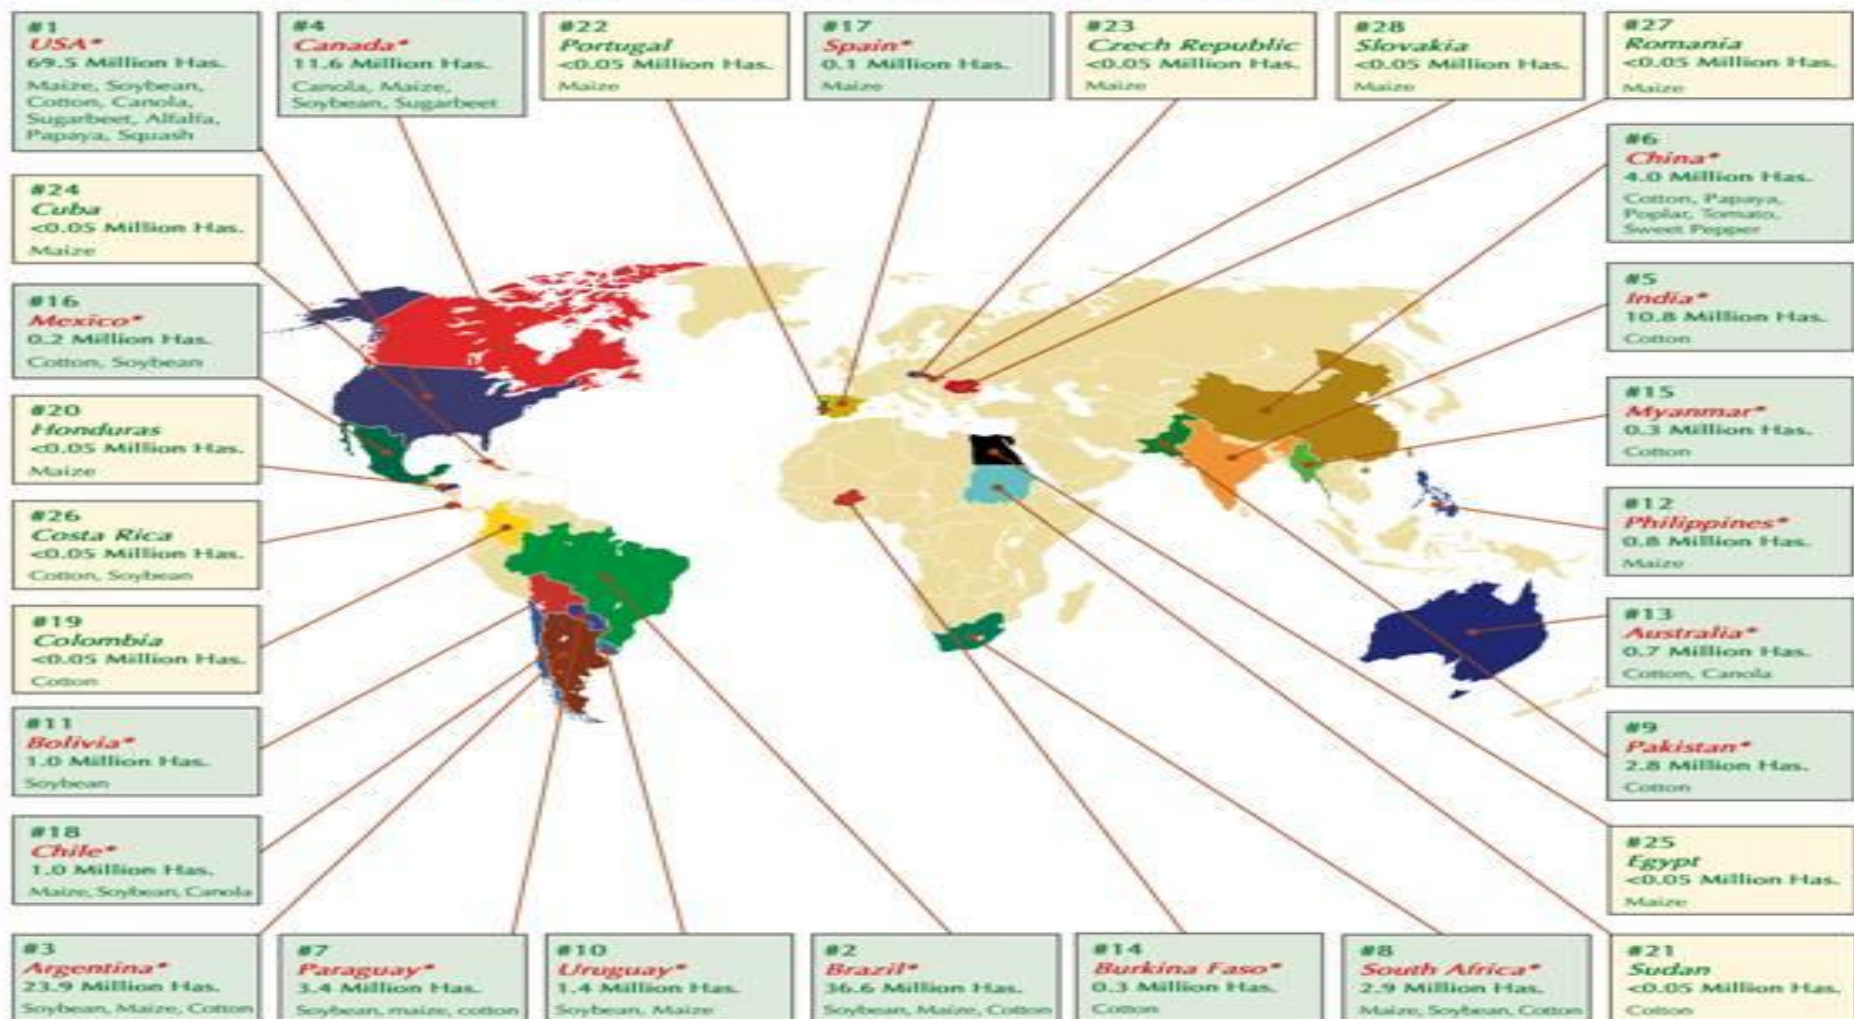 #1
USA*
69.5 Million Has.
Maize, Soybean,
Cotton, Canola,
Sugarbeet, Alfalfa,
Papaya, Squash
#4
Canada*
11.6 Million Has.
Canola, Maize,
Soybean, Sugarbeet
#22
Portugal
<0.05 Million Has.
Maize
#17
Spain*
0.1 Million Has.
Maize
#23
Czech Republic
<0.05 Million Has.
Maize
#28
Slovakia
<0.05 Million Has.
Maize
#27
Romania
<0.05 Million Has.
Maize
#24
Cuba
<0.05 Million Has.
Maize
#16
Mexico*
0.2 Million Has.
Cotton, Soybean
#20
Honduras
<0.05 Million Has.
Maize
#26
Costa Rica
<0.05 Million Has.
Cotton, Soybean
#19
Colombia
<0.05 Million Has.
Cotton
#11
Bolivia*
1.0 Million Has.
Soybean
#18
Chile*
1.0 Million Has.
Maize, Soybean, Canola
#6
China*
4.0 Million Has.
Cotton, Papaya,
Poplar, Tomato,
Sweet Pepper
#5
India*
10.8 Million Has.
Cotton
#15
Myanmar*
0.3 Million Has.
Cotton
#12
Philippines*
0.8 Million Has.
Maize
#13
Australia*
0.7 Million Has.
Cotton, Canola
#9
Pakistan*
2.8 Million Has.
Cotton
#25
Egypt
<0.05 Million Has.
Maize
#3
Argentina*
23.9 Million Has.
Soybean, Maize, Cotton
#7
Paraguay*
3.4 Million Has.
Soybean, maize, cotton
#10
Uruguay*
1.4 Million Has.
Soybean, Maize
#2
Brazil*
36.6 Million Has.
Soybean, Maize, Cotton
#14
Burkina Faso*
0.3 Million Has.
Cotton
#8
South Africa*
2.9 Million Has.
Maize, Soybean, Cotton
#21
Sudan
<0.05 Million Has.
Cotton